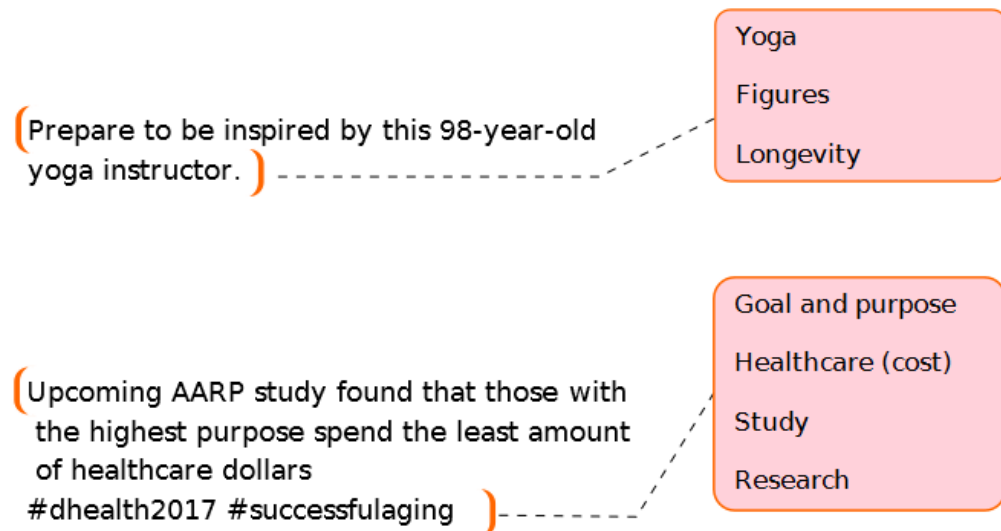 Yoga
Figures
Longevity
Prepare to be inspired by this 98-year-old
yoga instructor.
Goal and purpose
Healthcare (cost)
Study
Research
Upcoming AARP study found that those with
the highest purpose spend the least amount
of healthcare dollars
#dhealth2017 #successfulaging